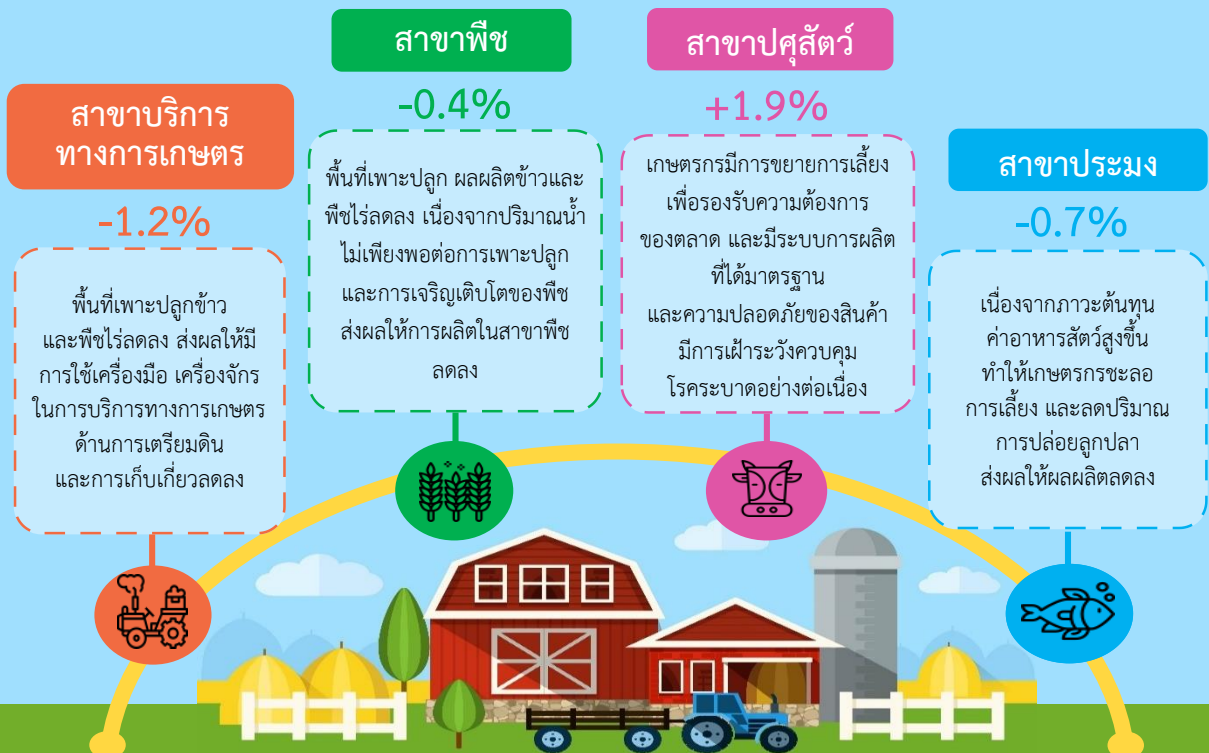 สาขาบริการ
ทางการเกษตร
-1.2%
พื้นที่เพาะปลูกข้าว
และพืชไร่ลดลง ส่งผลให้มี
การใช้เครื่องมือ เครื่องจักร
ในการบริการทางการเกษตร
ด้านการเตรียมดิน
และการเก็บเกี่ยวลดลง
สาขาพืช
-0.4%
พื้นที่เพาะปลูก ผลผลิตข้าวและ
พืชไร่ลดลง เนื่องจากปริมาณน้ำ
ไม่เพียงพอต่อการเพาะปลูก
และการเจริญเติบโตของพืช
ส่งผลให้การผลิตในสาขาพืช
ลดลง
สาขาปศุสัตว์
+1.9%
เกษตรกรมีการขยายการเลี้ยง
เพื่อรองรับความต้องการ
ของตลาด และมีระบบการผลิต
ที่ได้มาตรฐาน
และความปลอดภัยของสินค้า
มีการเฝ้าระวังควบคุม
โรคระบาดอย่างต่อเนื่อง
สาขาประมง
-0.7%
เนื่องจากภาวะต้นทุน
ค่าอาหารสัตว์สูงขึ้น
ทำให้เกษตรกรชะลอ
การเลี้ยง และลดปริมาณ
การปล่อยลูกปลา
ส่งผลให้ผลผลิตลดลง